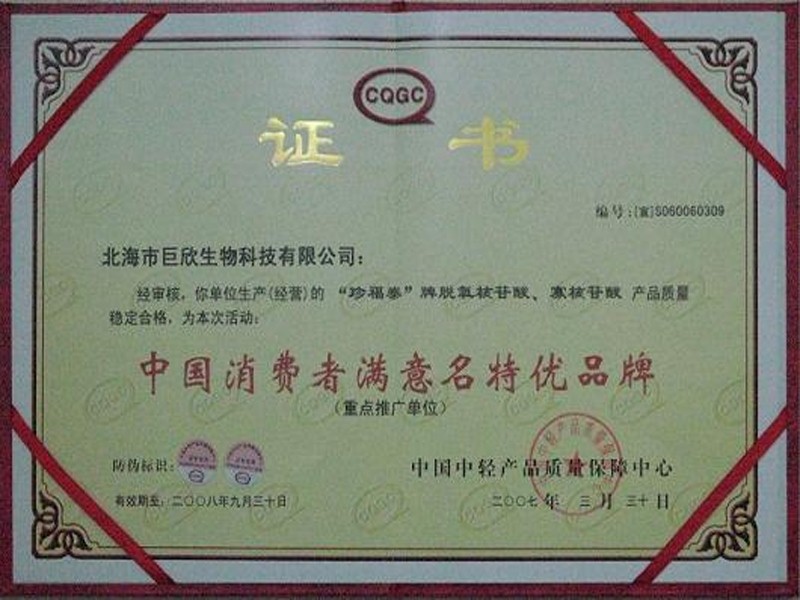 CQGC
证 书
编号:(宣)S060060309
北海市巨欣生物科技有限公司:
经审核,你单位生产(经营)的 “珍福泰”牌脱氧核苷酸、寡核苷酸 产品质量
稳定合格,为本次活动:
中国消费者满意名特优品牌
(重点推广单位)
防伪标识:
中国中轻产品质量保障中心
有效期至:二〇〇八年九月三十日
二〇〇七 年 三 月 三十 日